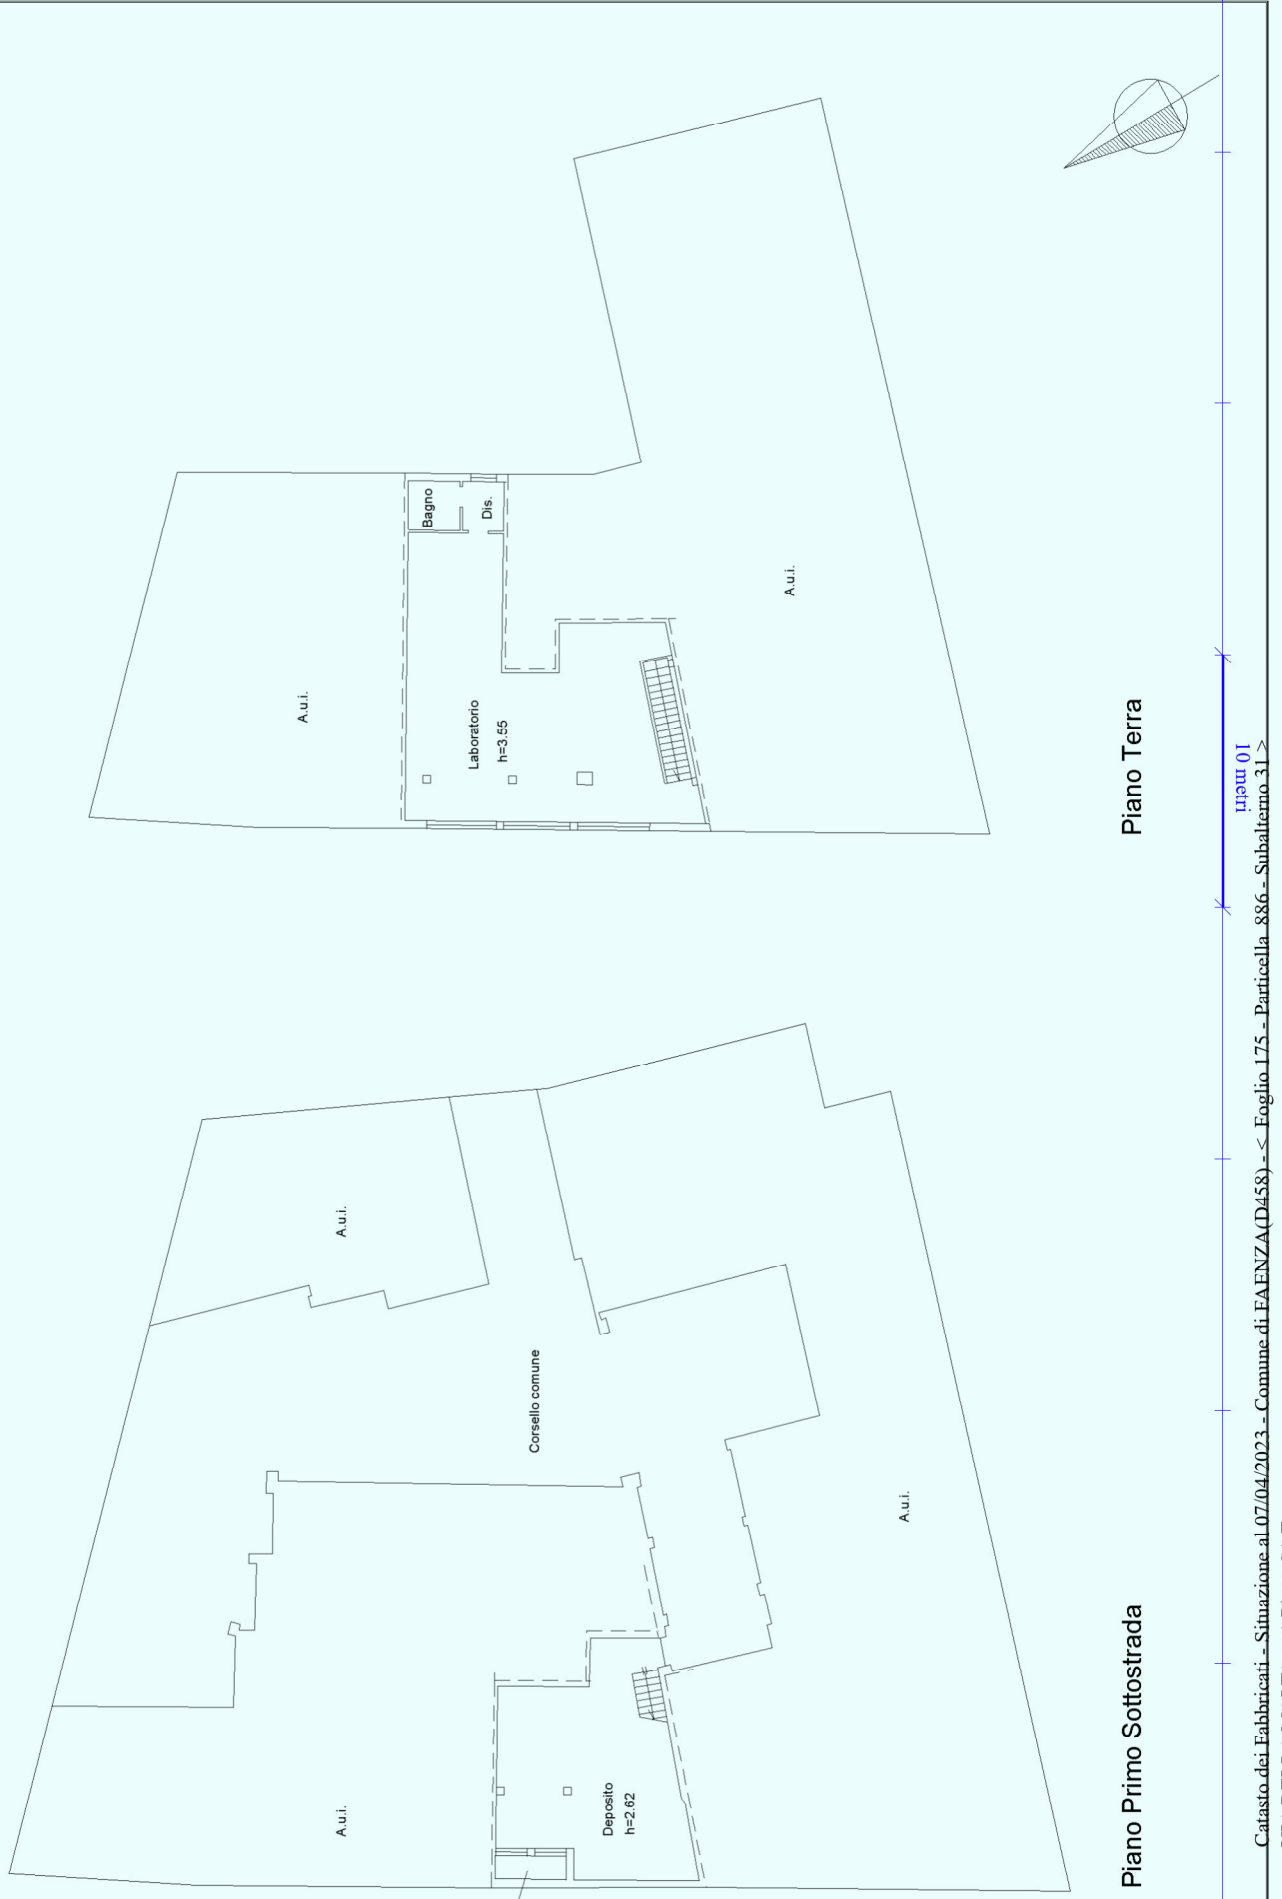 Bagno
Dis.
A.u.i.
A.u.i.
Laboratorio
h=3.55
Piano Terra
10 metri
A.u.i.
Corsello comune
A.u.i.
A.u.i.
Deposito
h=2.62
Piano Primo Sottostrada
Catasto dei Fabbricati - Situazione al 07/04/2023 - Comune di FAENZA(D458) - < Foglio 175 - Particella 886 - Subalterno 31 >